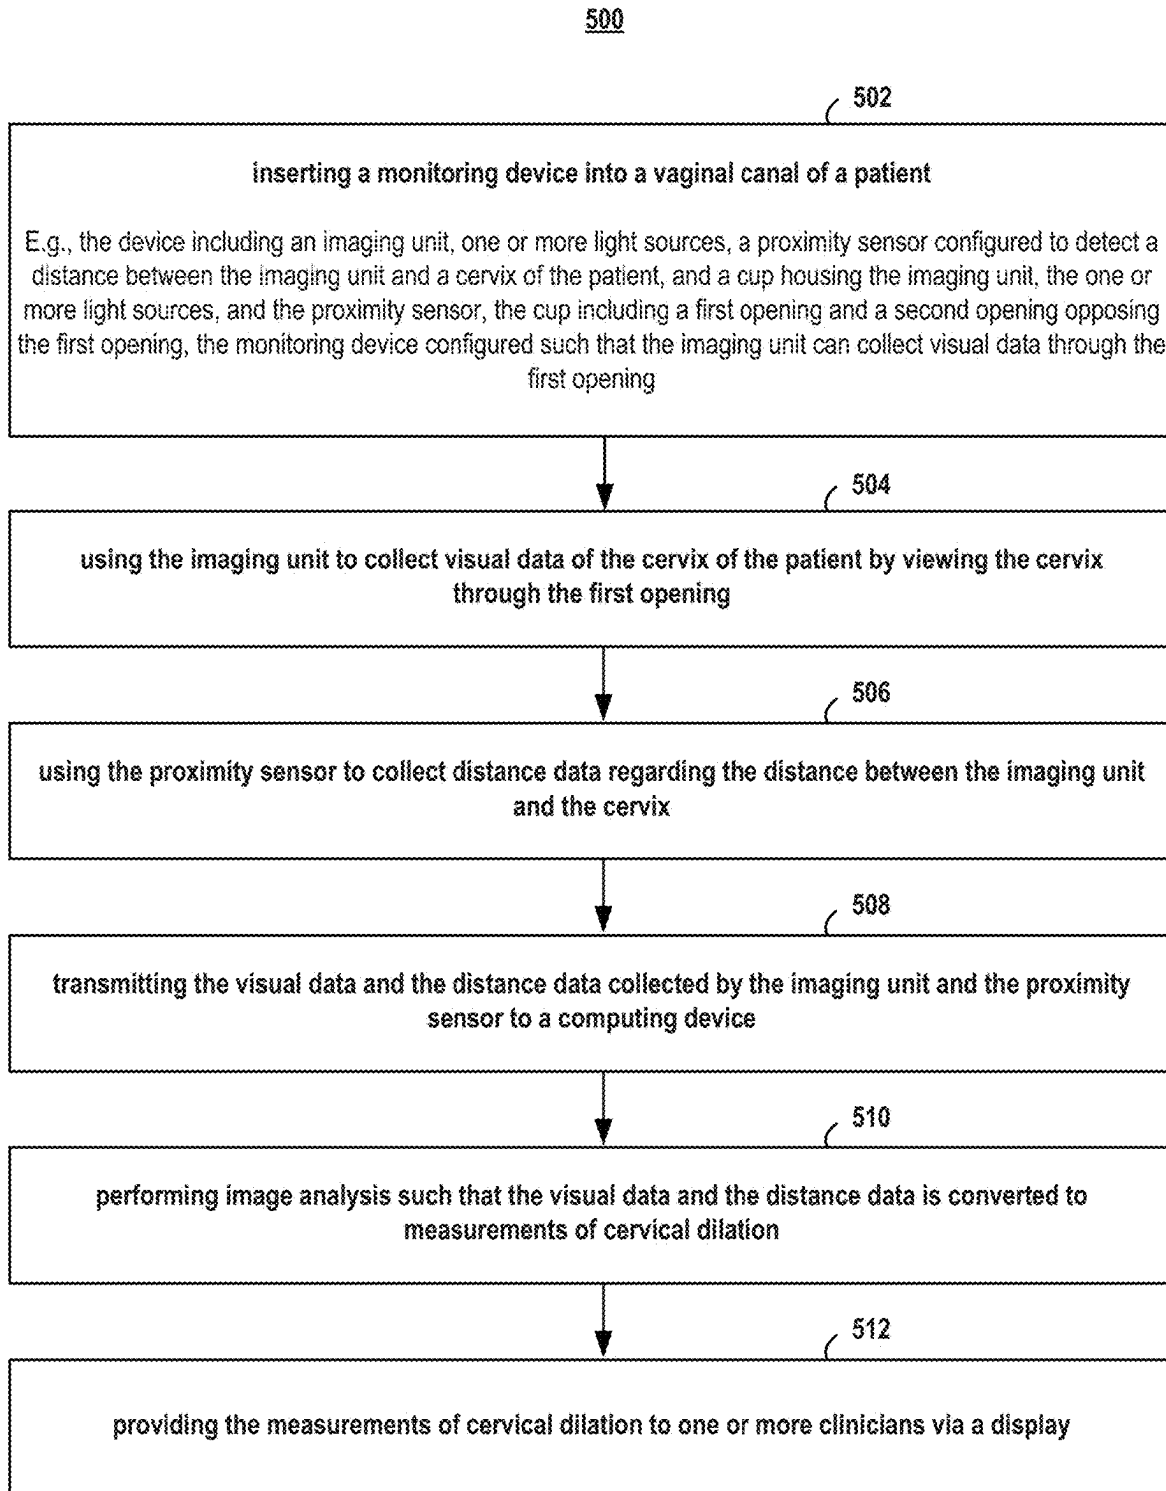 500
502
inserting a monitoring device into a vaginal canal of a patient
E.g., the device including an imaging unit, one or more light sources, a proximity sensor configured to detect a
distance between the imaging unit and a cervix of the patient, and a cup housing the imaging unit, the one or
more light sources, and the proximity sensor, the cup including a first opening and a second opening opposing
the first opening, the monitoring device configured such that the imaging unit can collect visual data through the
first opening
504
using the imaging unit to collect visual data of the cervix of the patient by viewing the cervix
through the first opening
506
using the proximity sensor to collect distance data regarding the distance between the imaging unit
and the cervix
508
transmitting the visual data and the distance data collected by the imaging unit and the proximity
sensor to a computing device
510
performing image analysis such that the visual data and the distance data is converted to
measurements of cervical dilation
512
providing the measurements of cervical dilation to one or more clinicians via a display